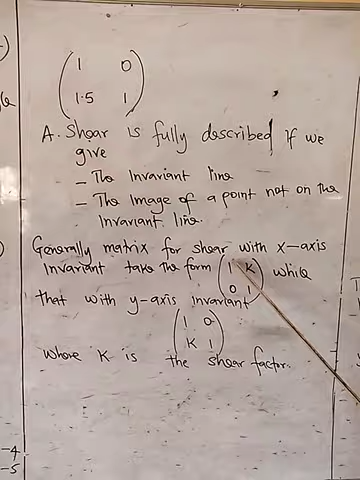 ( 1 0
1.5 1 )
A. Shear is fully described if we
give
- The Invariant line
- The Image of a point not on the
Invariant line.
Generally matrix for shear with x-axis
Invariant take the form ( 1 K
0 1 ) while
that with y-axis invariant
( 1 0
K 1 )
where K is the shear factor.
-4
-5